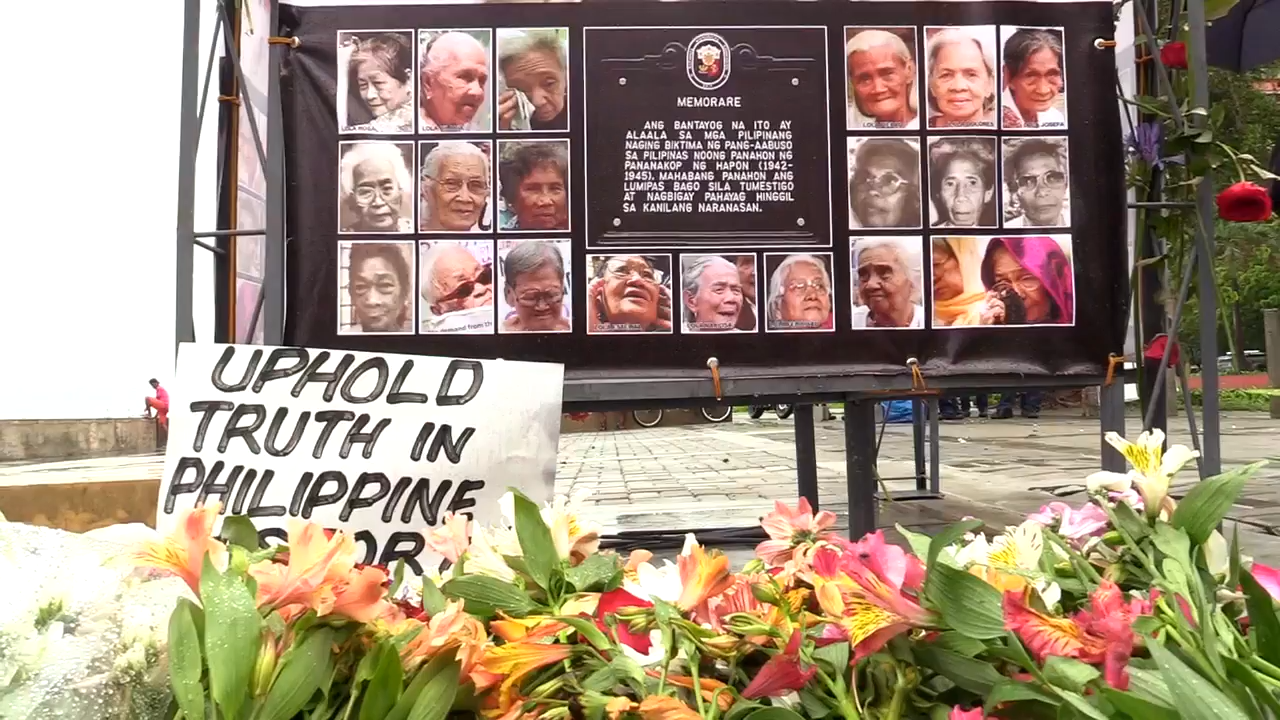 MEMORARE
ANG BANTAYOG NA ITO AY
ALAALA SA MGA PILIPINANG
NAGING BIKTIMA NG PANG-AABUSO
SA PILIPINAS NOONG PANAHON NG
PANANAKOP NG HAPON (1942-
1945). MAHABANG PANAHON ANG
LUMIPAS BAGO SILA TUMESTIGO
AT NAGBIGAY PAHAYAG HINGGIL
SA KANILANG NARANASAN.
UPHOLD
TRUTH IN
PHILIPPINE